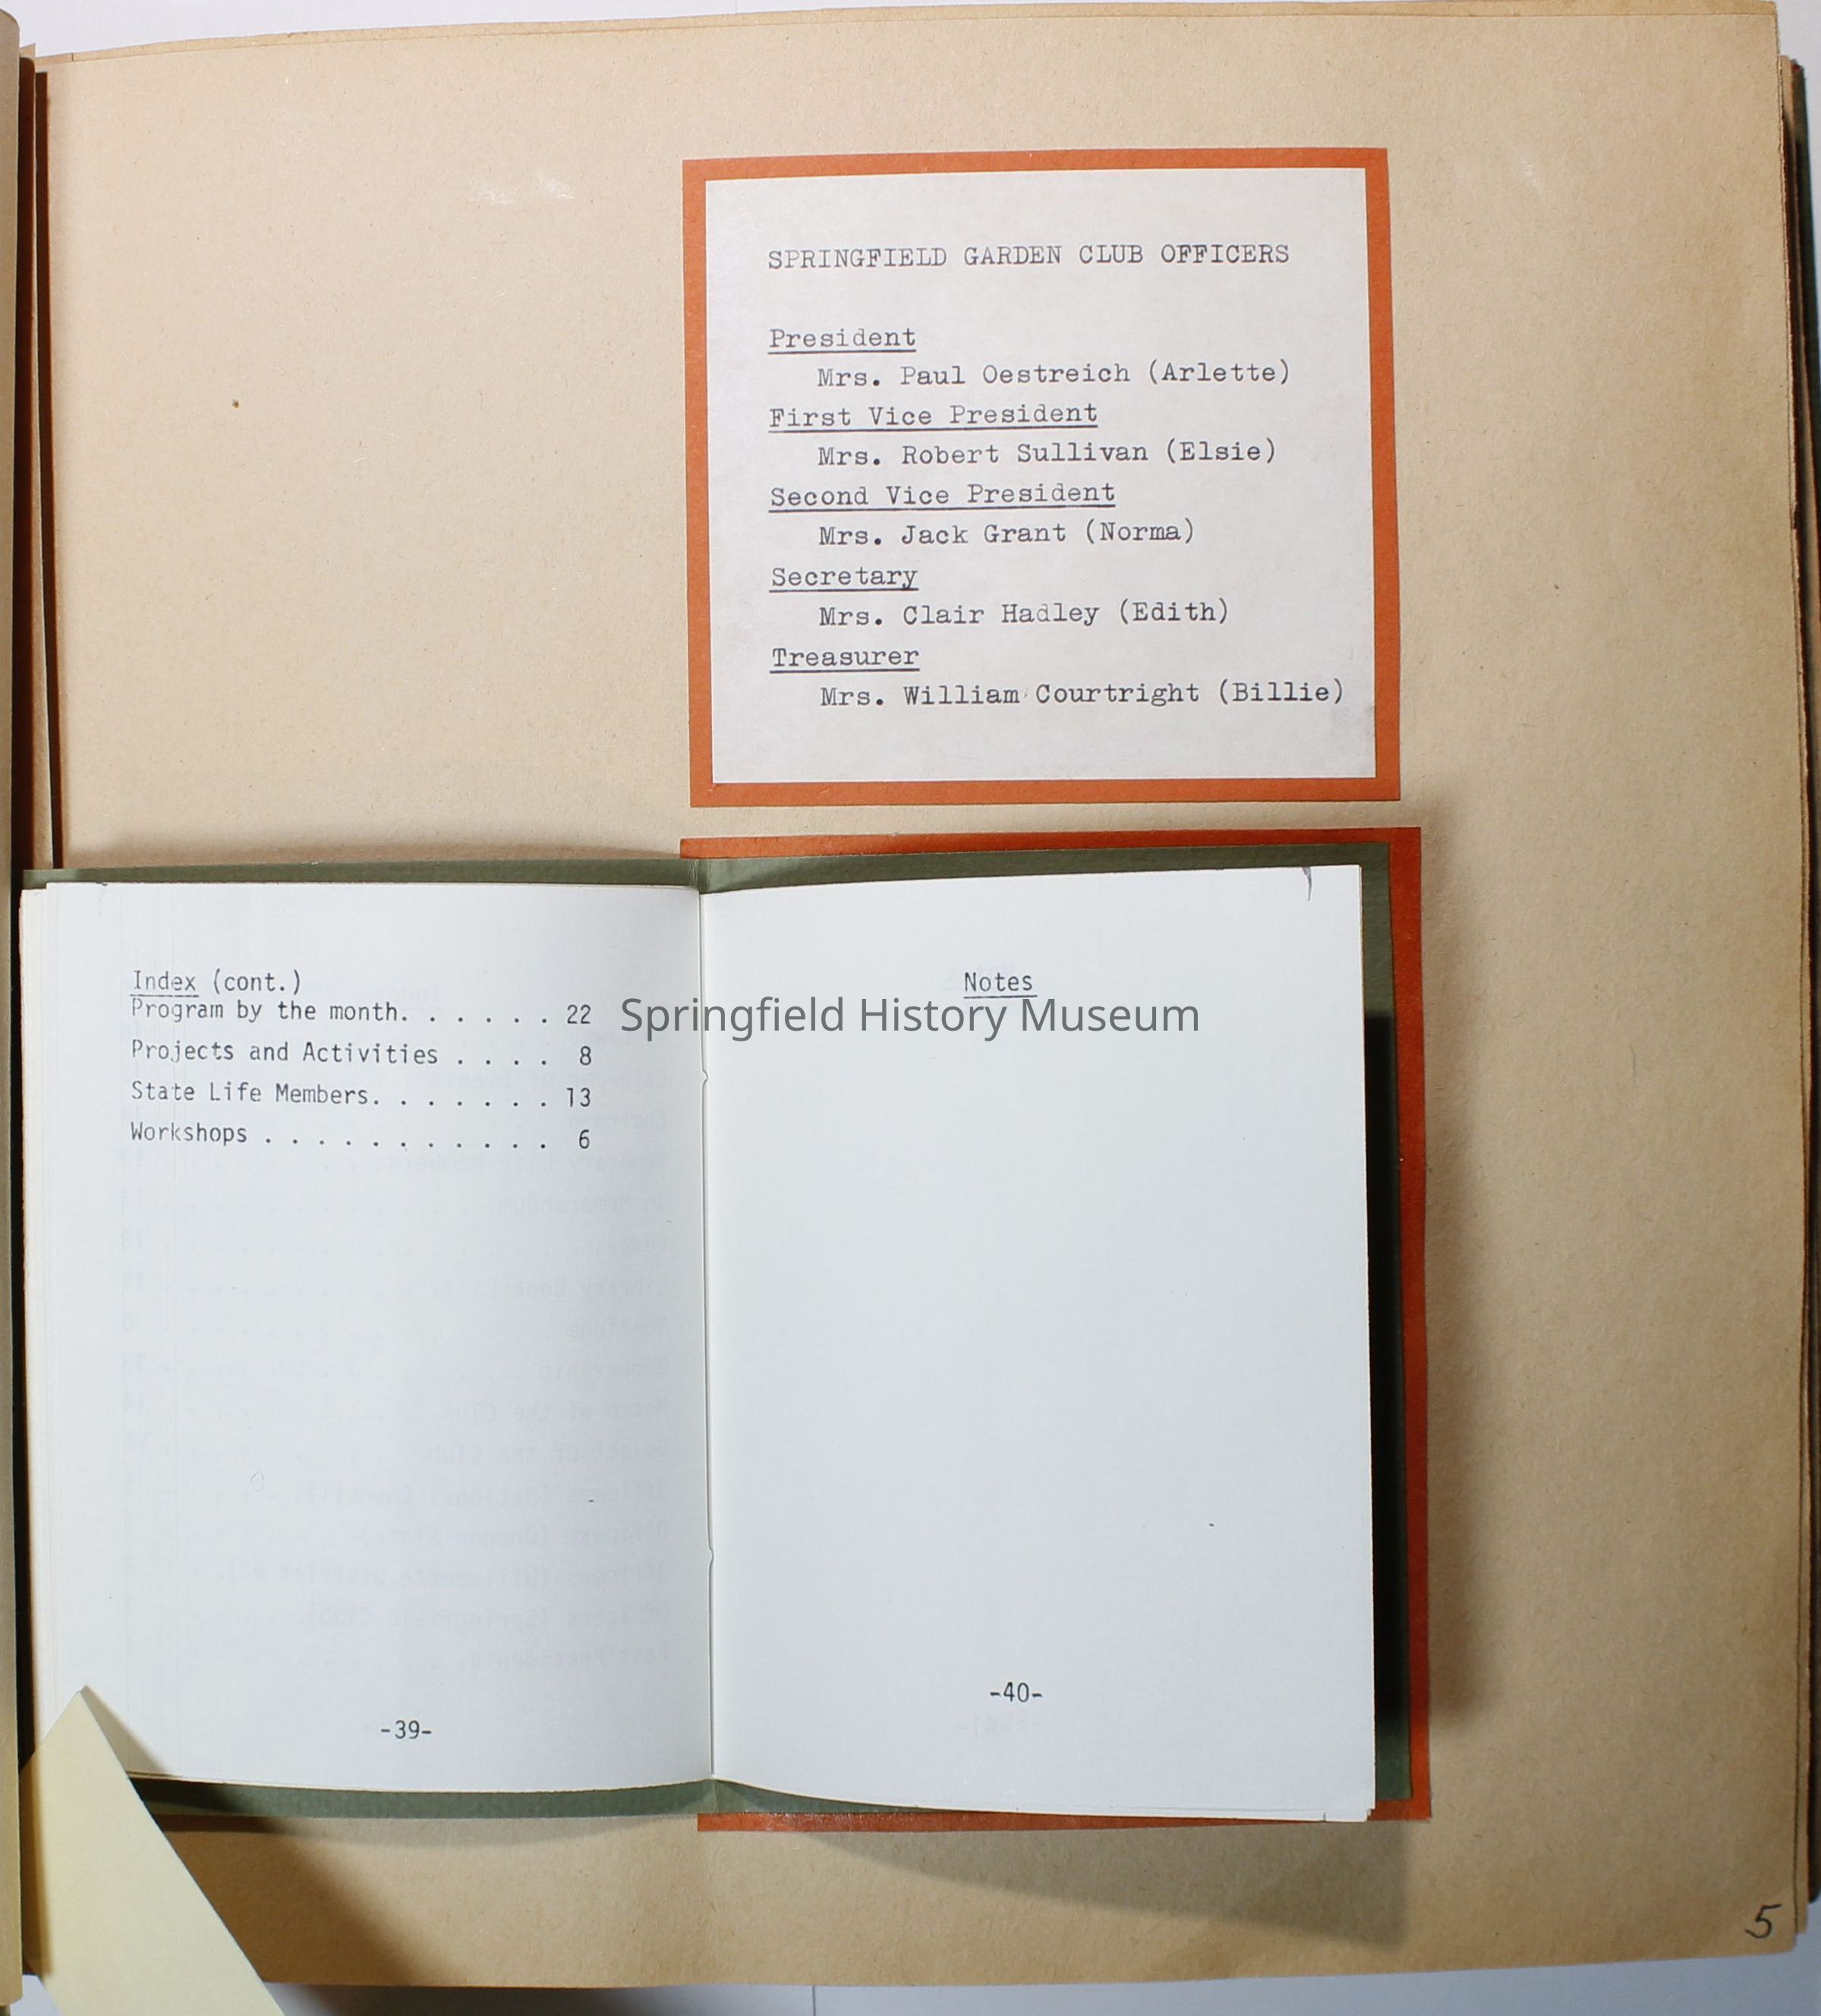 SPRINGFIELD GARDEN CLUB OFFICERS
President
Mrs. Paul Oestreich (Arlette)
First Vice President
Mrs. Robert Sullivan (Elsie)
Second Vice President
Mrs. Jack Grant (Norma)
Secretary
Mrs. Clair Hadley (Edith)
Treasurer
Mrs. William Courtright (Billie)
Index (cont.)
Program by the month. . . . . . 22
Projects and Activities . . . . 8
State Life Members. . . . . . . 13
Workshops . . . . . . . . . . . 6
-39-
Notes
-40-
Springfield History Museum
5